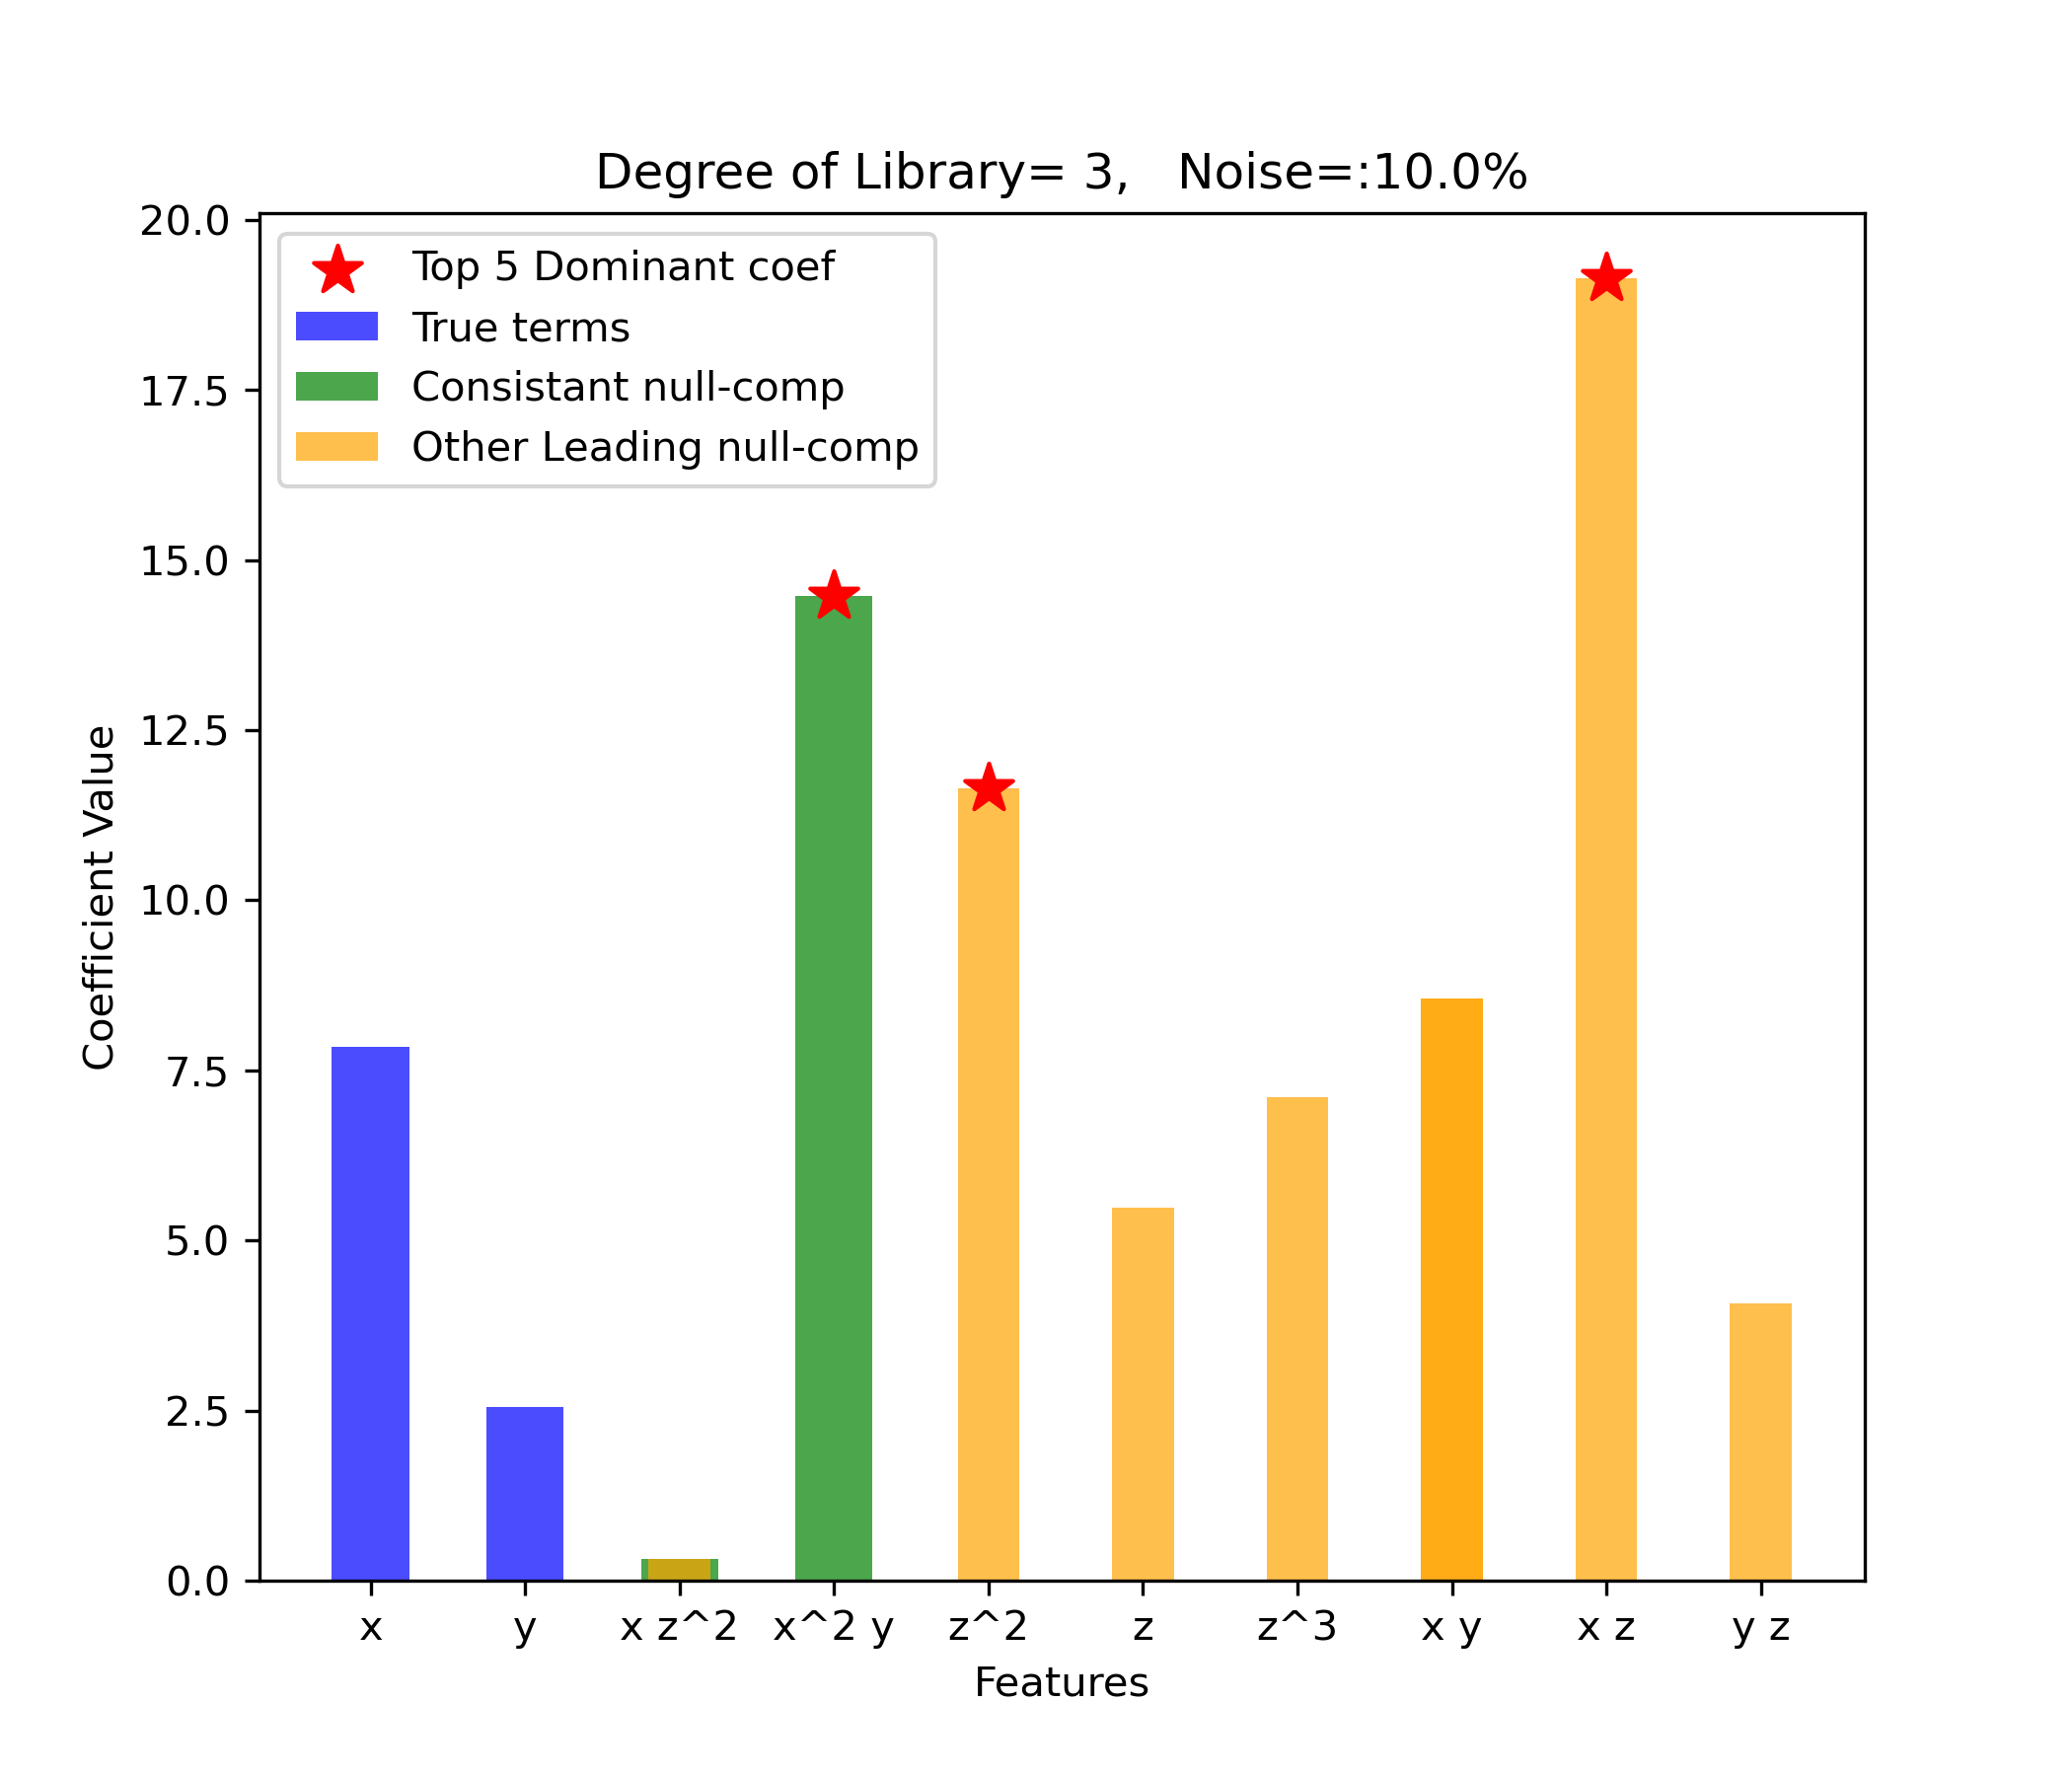 Degree of Library= 3,   Noise=:10.0%
Top 5 Dominant coef
True terms
Consistant null-comp
Other Leading null-comp
20.0
17.5
15.0
12.5
10.0
7.5
5.0
2.5
0.0
Coefficient Value
x y x z^2 x^2 y z^2 z z^3 x y x z y z
Features